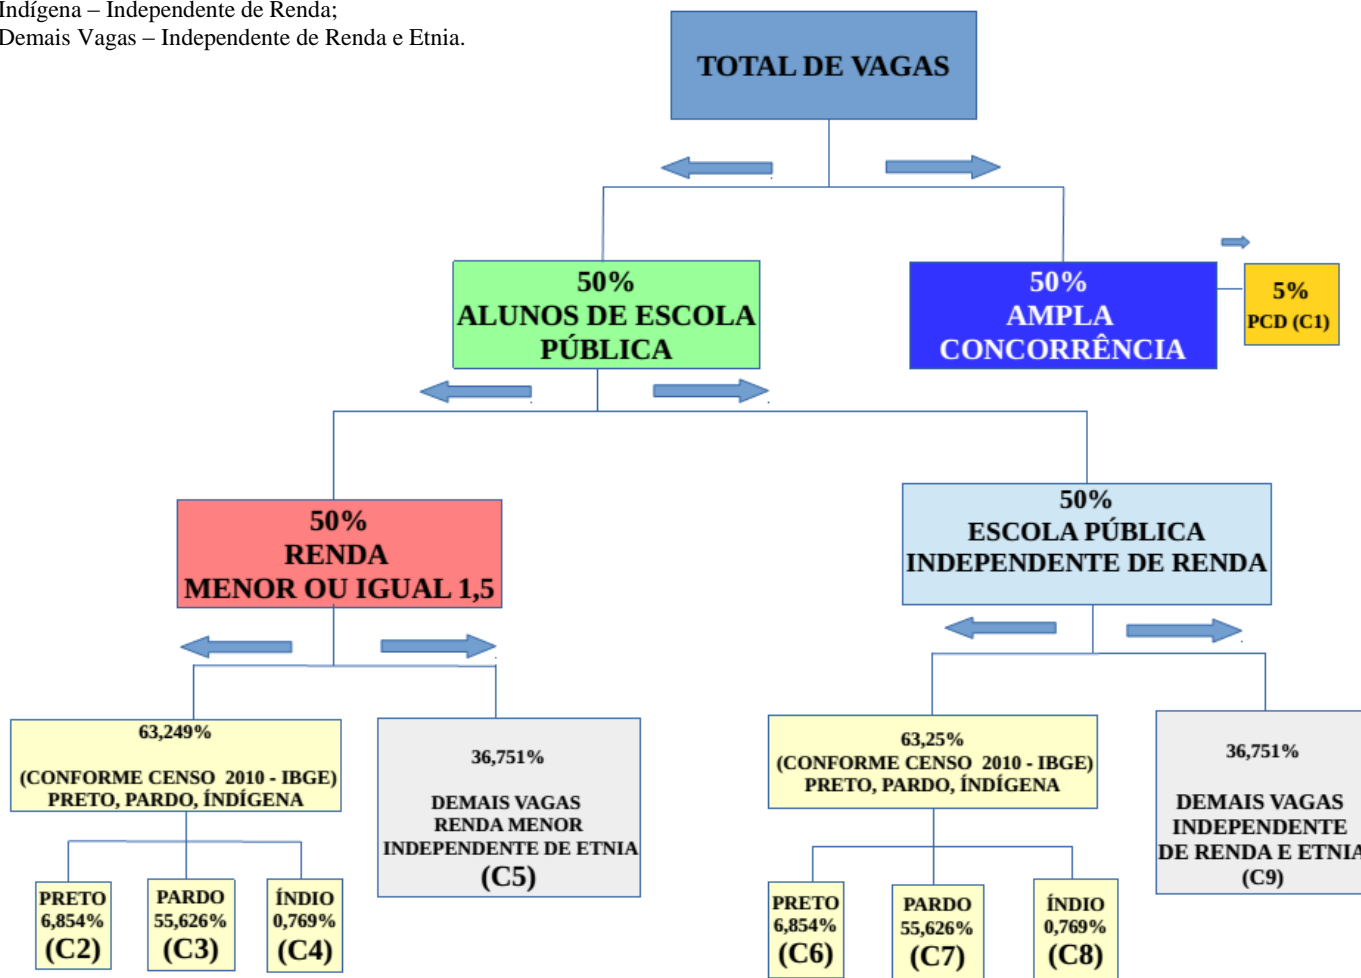 Indígena – Independente de Renda;
Demais Vagas – Independente de Renda e Etnia.
TOTAL DE VAGAS
50%
ALUNOS DE ESCOLA
PÚBLICA
50%
AMPLA
CONCORRÊNCIA
5%
PCD (C1)
50%
RENDA
MENOR OU IGUAL 1,5
50%
ESCOLA PÚBLICA
INDEPENDENTE DE RENDA
63,249%
(CONFORME CENSO 2010 - IBGE)
PRETO, PARDO, ÍNDÍGENA
36,751%
DEMAIS VAGAS
RENDA MENOR
INDEPENDENTE DE ETNIA
(C5)
63,25%
(CONFORME CENSO 2010 - IBGE)
PRETO, PARDO, ÍNDÍGENA
36,751%
DEMAIS VAGAS
INDEPENDENTE
DE RENDA E ETNIA
(C9)
PRETO
6,854%
(C2)
PARDO
55,626%
(C3)
ÍNDIO
0,769%
(C4)
PRETO
6,854%
(C6)
PARDO
55,626%
(C7)
ÍNDIO
0,769%
(C8)